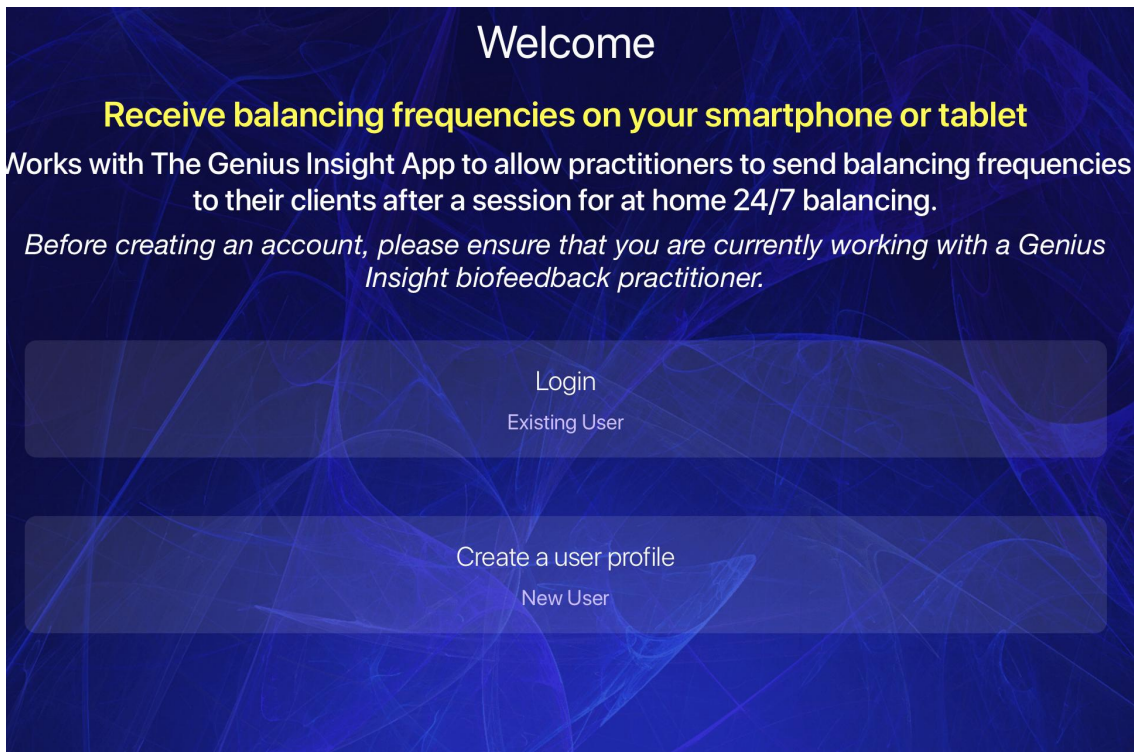 Welcome
Receive balancing frequencies on your smartphone or tablet
Works with The Genius Insight App to allow practitioners to send balancing frequencies
to their clients after a session for at home 24/7 balancing.
Before creating an account, please ensure that you are currently working with a Genius
Insight biofeedback practitioner.
Login
Existing User
Create a user profile
New User